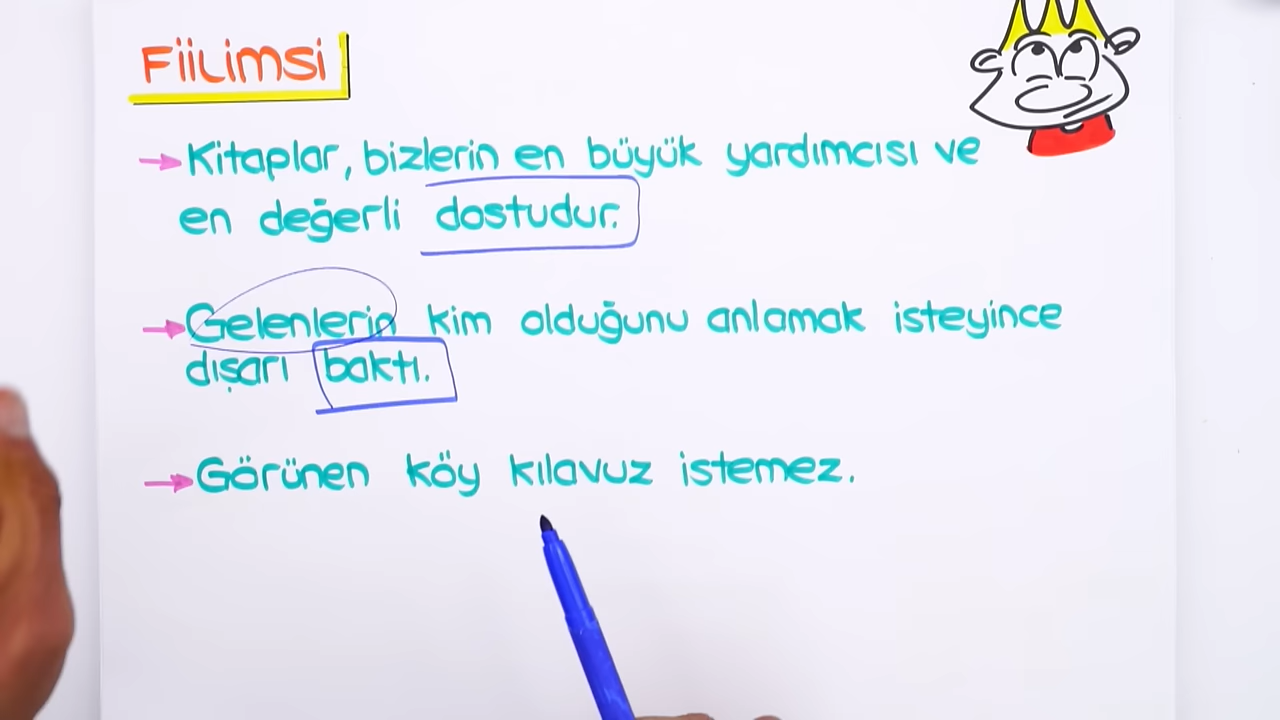 Fiilimsi
Kitaplar, bizlerin en büyük yardımcısı ve
en değerli dostudur.
Gelenlerin kim olduğunu anlamak isteyince
dışarı baktı.
Görünen köy kılavuz istemez.